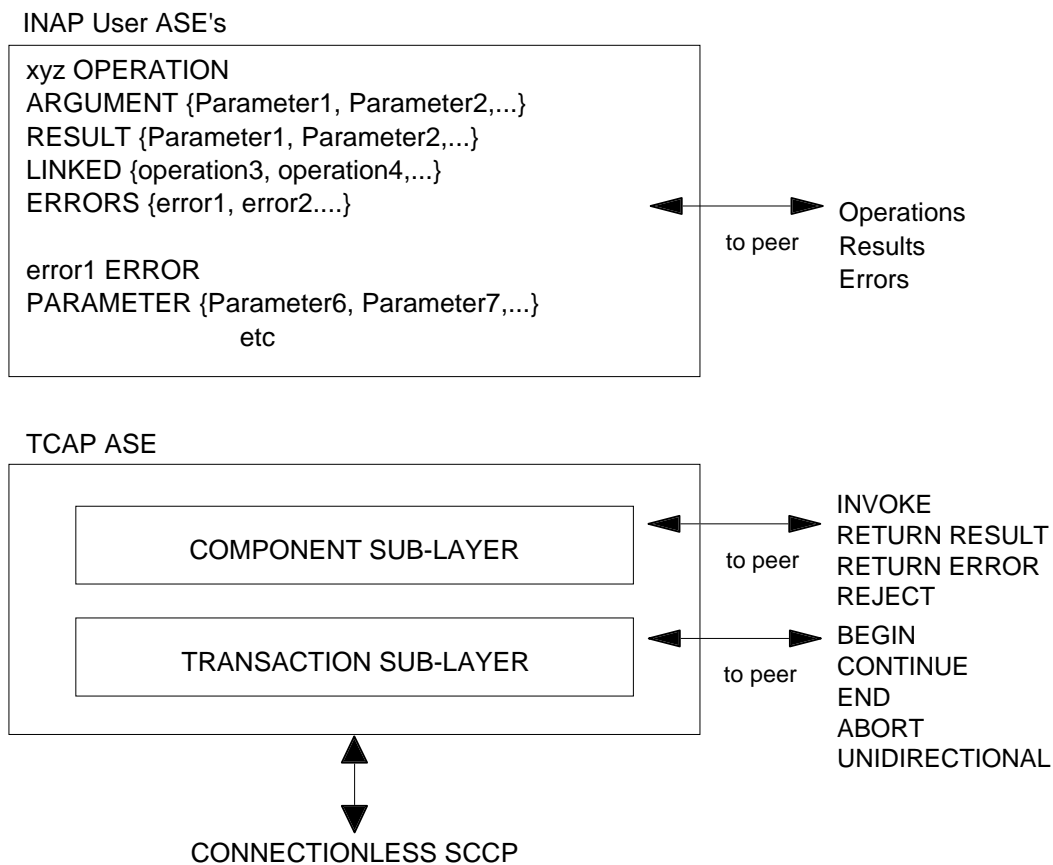 INAP User ASE's
xyz OPERATION
ARGUMENT {Parameter1, Parameter2,...}
RESULT {Parameter1, Parameter2,...}
LINKED {operation3, operation4,...}
ERRORS {error1, error2....}
error1 ERROR
PARAMETER {Parameter6, Parameter7,...}
etc
to peer
Operations
Results
Errors
TCAP ASE
COMPONENT SUB-LAYER
to peer
INVOKE
RETURN RESULT
RETURN ERROR
REJECT
TRANSACTION SUB-LAYER
to peer
BEGIN
CONTINUE
END
ABORT
UNIDIRECTIONAL
CONNECTIONLESS SCCP